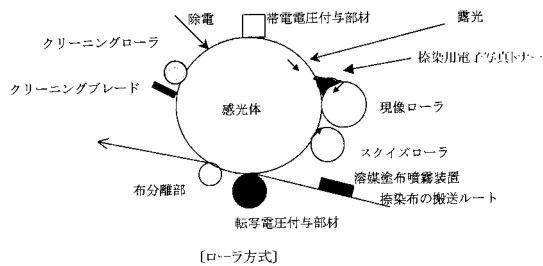 除電
帯電電圧付与部材
露光
クリーニングローラ
捺染用電子写真トナー
クリーニングブレード
感光体
現像ローラ
スクイズローラ
布分離部
溶媒塗布噴霧装置
捺染布の搬送ルート
転写電圧付与部材
〔ローラ方式〕